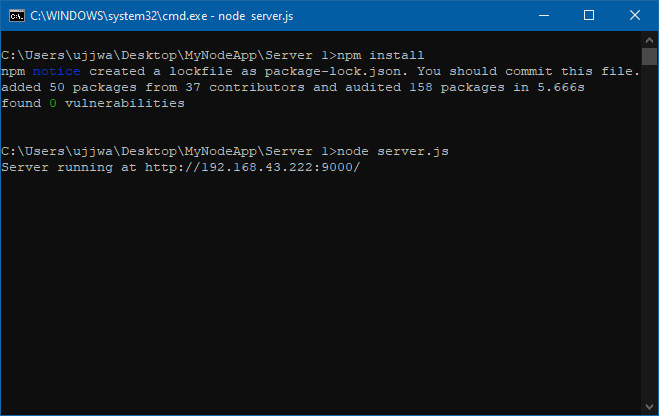 C:\WINDOWS\system32\cmd.exe - node server.js
C:\Users\ujjwa\Desktop\MyNodeApp\Server 1>npm install
npm notice created a lockfile as package-lock.json. You should commit this file.
added 50 packages from 37 contributors and audited 158 packages in 5.666s
found 0 vulnerabilities
C:\Users\ujjwa\Desktop\MyNodeApp\Server 1>node server.js
Server running at http://192.168.43.222:9000/